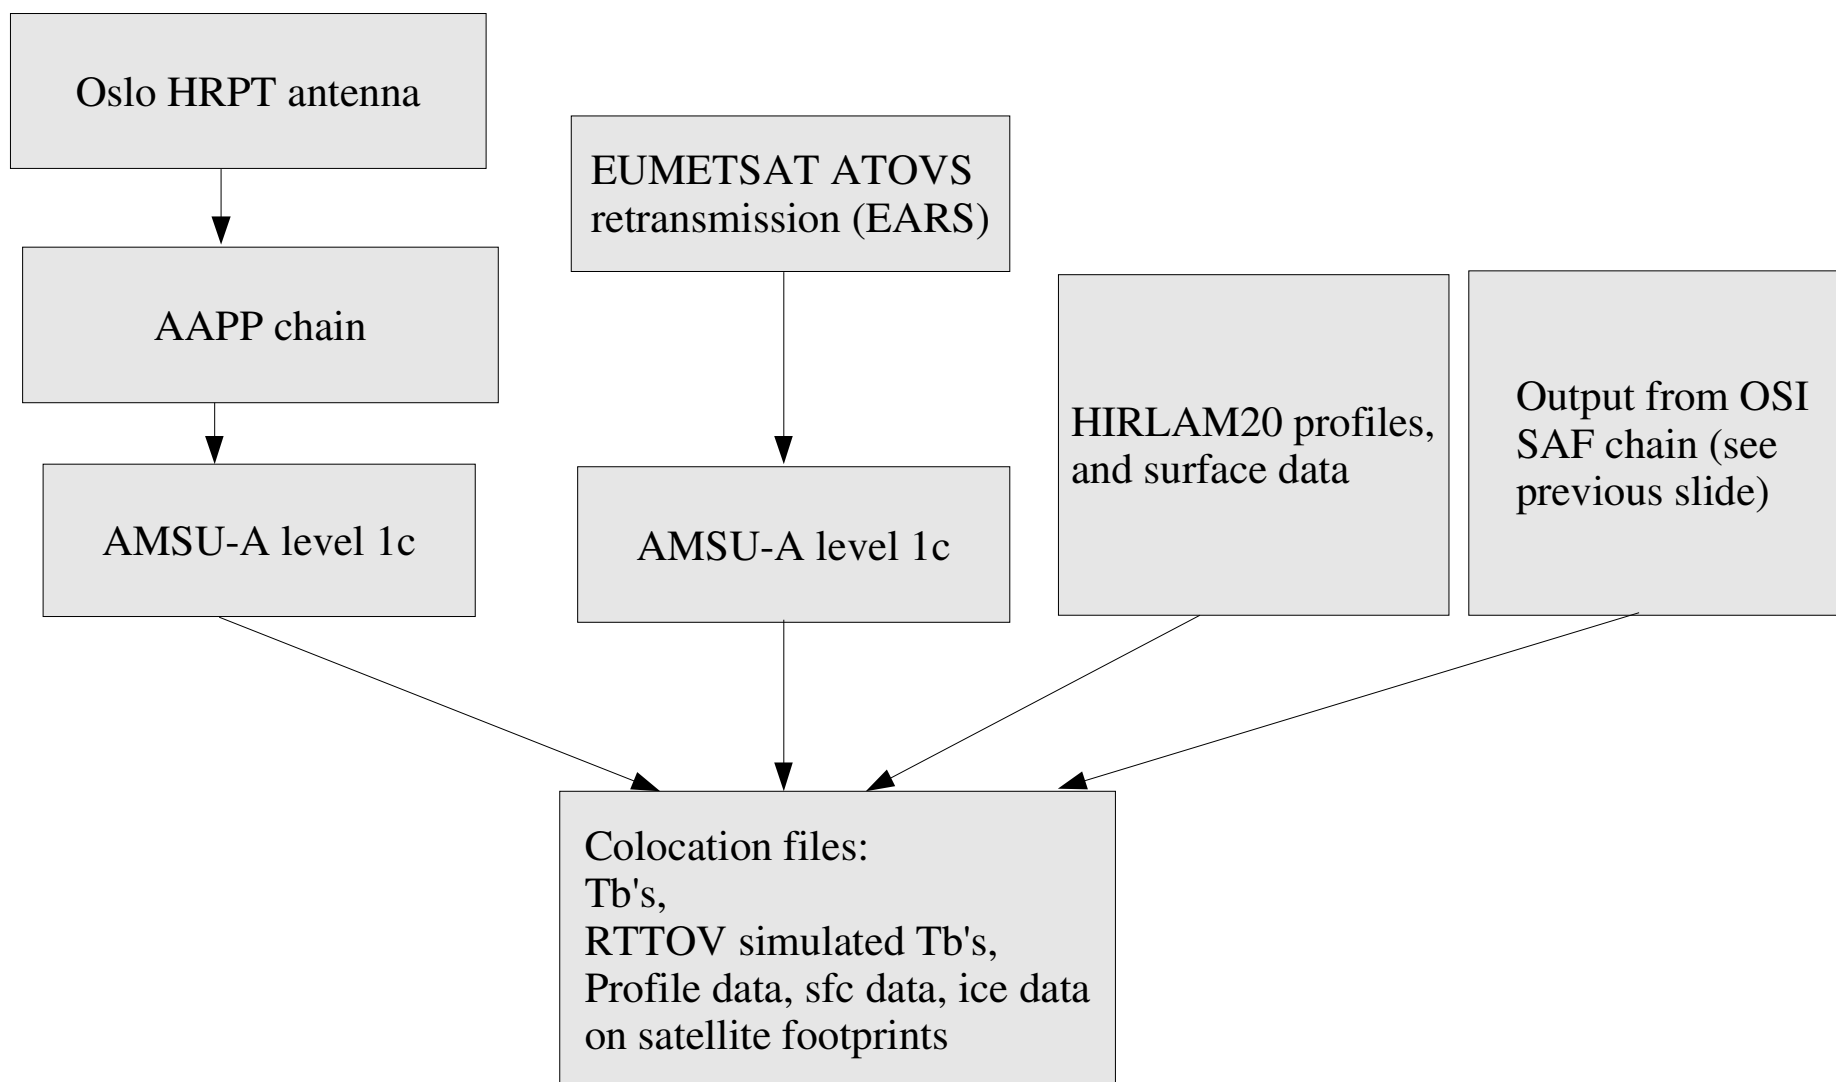 Oslo HRPT antenna
EUMETSAT ATOVS
retransmission (EARS)
AAPP chain
HIRLAM20 profiles,
and surface data
Output from OSI
SAF chain (see
previous slide)
AMSU-A level 1c
AMSU-A level 1c
Colocation files:
Tb's,
RTTOV simulated Tb's,
Profile data, sfc data, ice data
on satellite footprints